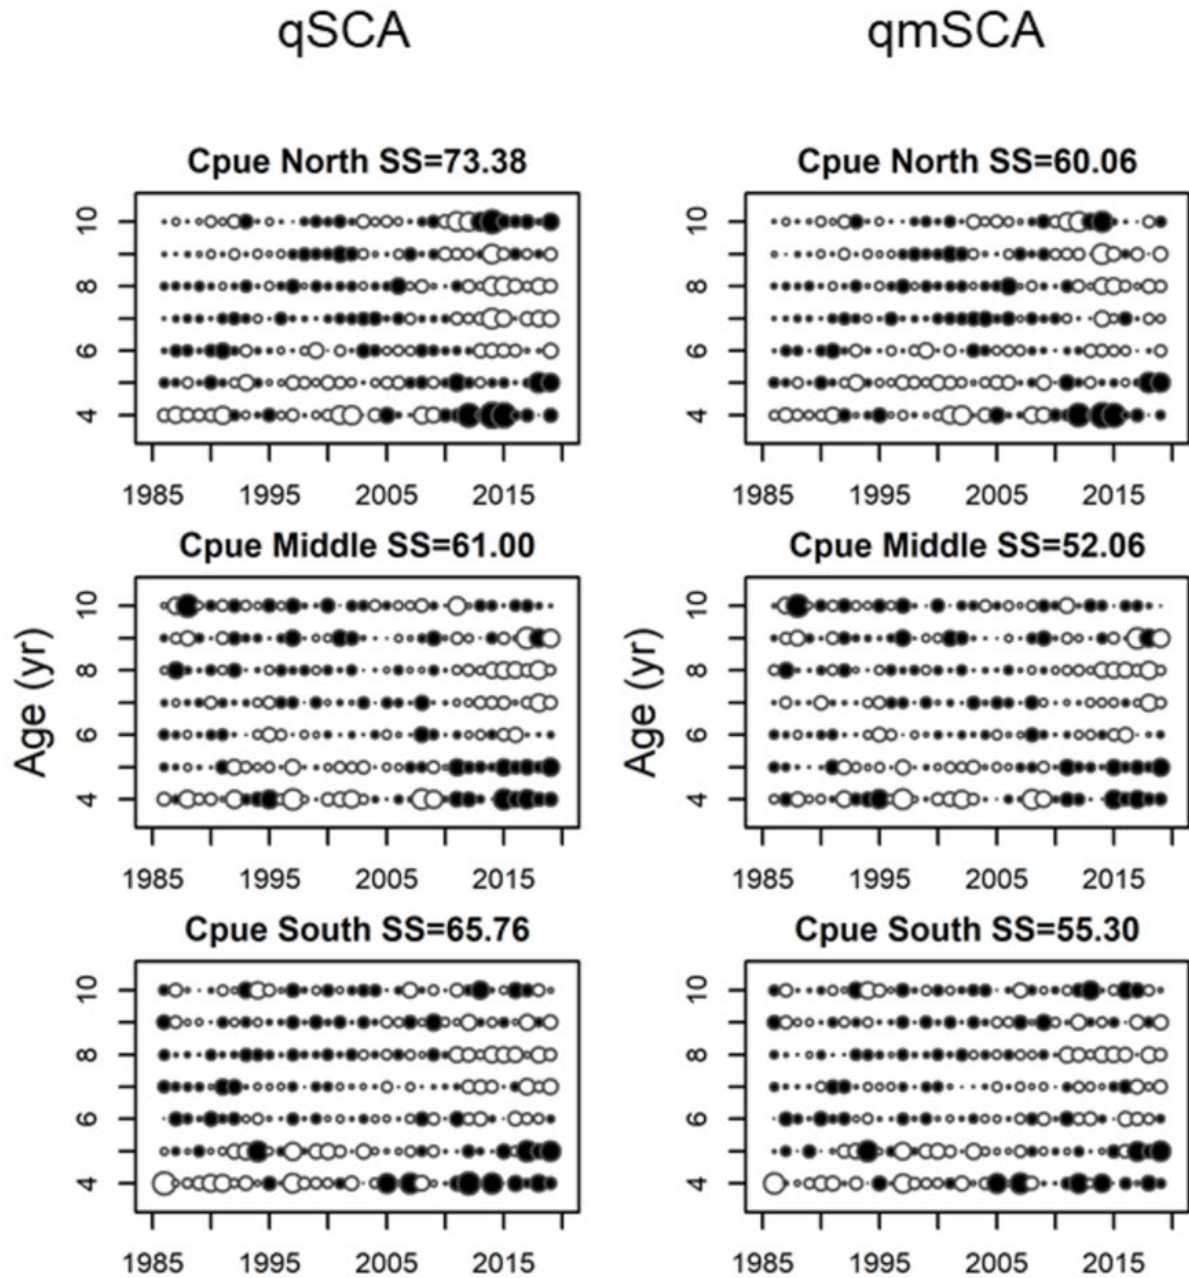 qSCA qmSCA
Cpue North SS=73.38 Cpue North SS=60.06
10 10
8 8
6 6
4 4
1985 1995 2005 2015 1985 1995 2005 2015
Cpue Middle SS=61.00 Cpue Middle SS=52.06
10 10
8 8
Age (yr) Age (yr)
6 6
4 4
1985 1995 2005 2015 1985 1995 2005 2015
Cpue South SS=65.76 Cpue South SS=55.30
10 10
8 8
6 6
4 4
1985 1995 2005 2015 1985 1995 2005 2015